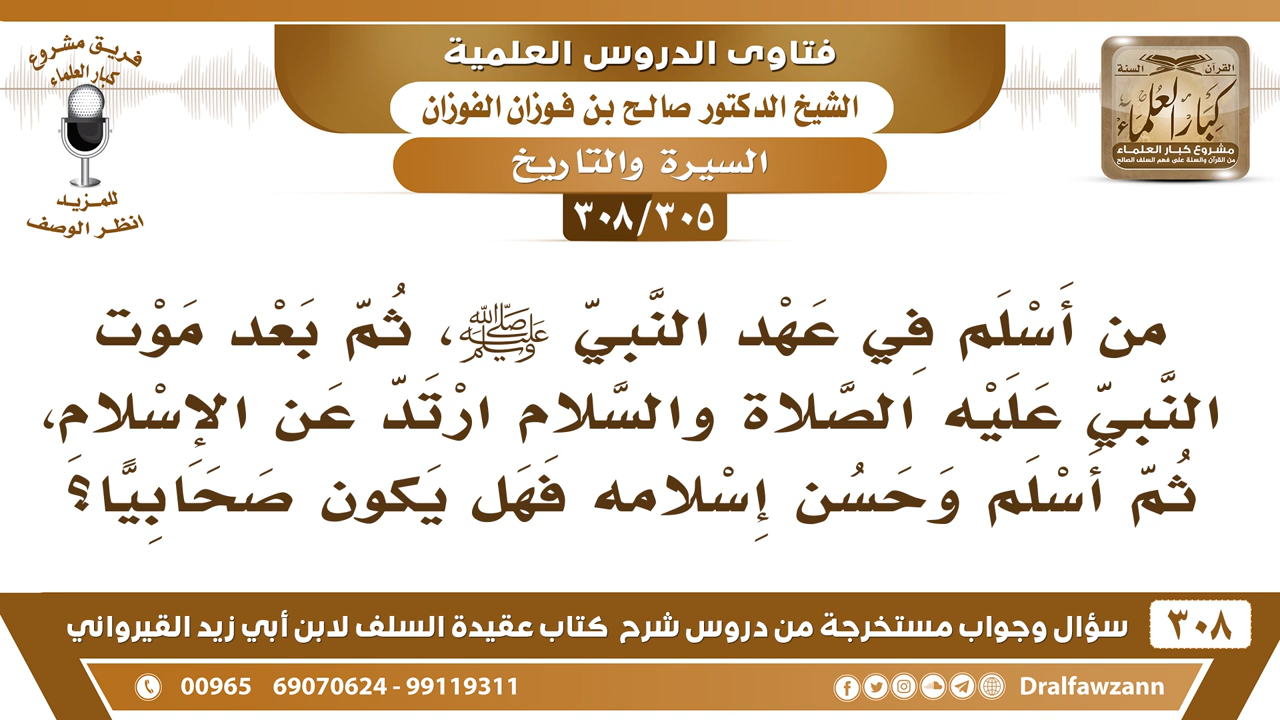 فتاوى الدروس العلمية
الشيخ الدكتور صالح بن فوزان الفوزان
السيرة والتاريخ
٣٠٨/٣٠٥
فريق مشروع
كبار العلماء
للمزيد
انظر الوصف
القرآن السنة
كبار العلماء
مشروع كبار العلماء
من القرآن والسنة على فهم السلف الصالح
من أَسْلَم فِي عَهْد النَّبيّ ﷺ، ثُمّ بَعْد مَوْت
النَّبيّ عَلَيْه الصَّلاة والسَّلام ارْتَدّ عَن الإِسْلام،
ثُمّ أَسْلَم وَحَسُن إِسْلامه فَهَل يَكون صَحَابِيًّا؟
٣٠٨
سؤال وجواب مستخرجة من دروس شرح كتاب عقيدة السلف لابن أبي زيد القيرواني
00965 69070624 - 99119311
Dralfawzann